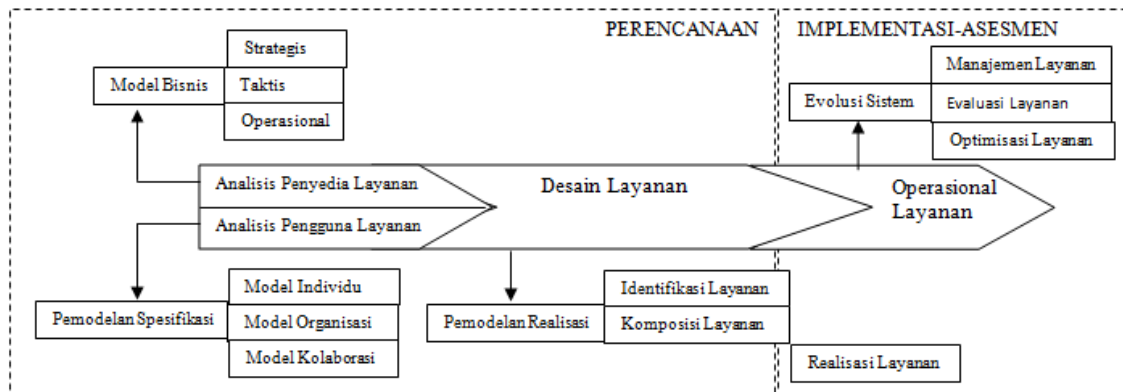 PERENCANAAN
IMPLEMENTASI-ASESMEN
Strategis
Model Bisnis
Taktis
Operasional
Manajemen Layanan
Evolusi Sistem
Evaluasi Layanan
Optimisasi Layanan
Analisis Penyedia Layanan
Analisis Pengguna Layanan
Desain Layanan
Operasional
Layanan
Model Individu
Pemodelan Spesifikasi
Model Organisasi
Model Kolaborasi
Identifikasi Layanan
Pemodelan Realisasi
Komposisi Layanan
Realisasi Layanan